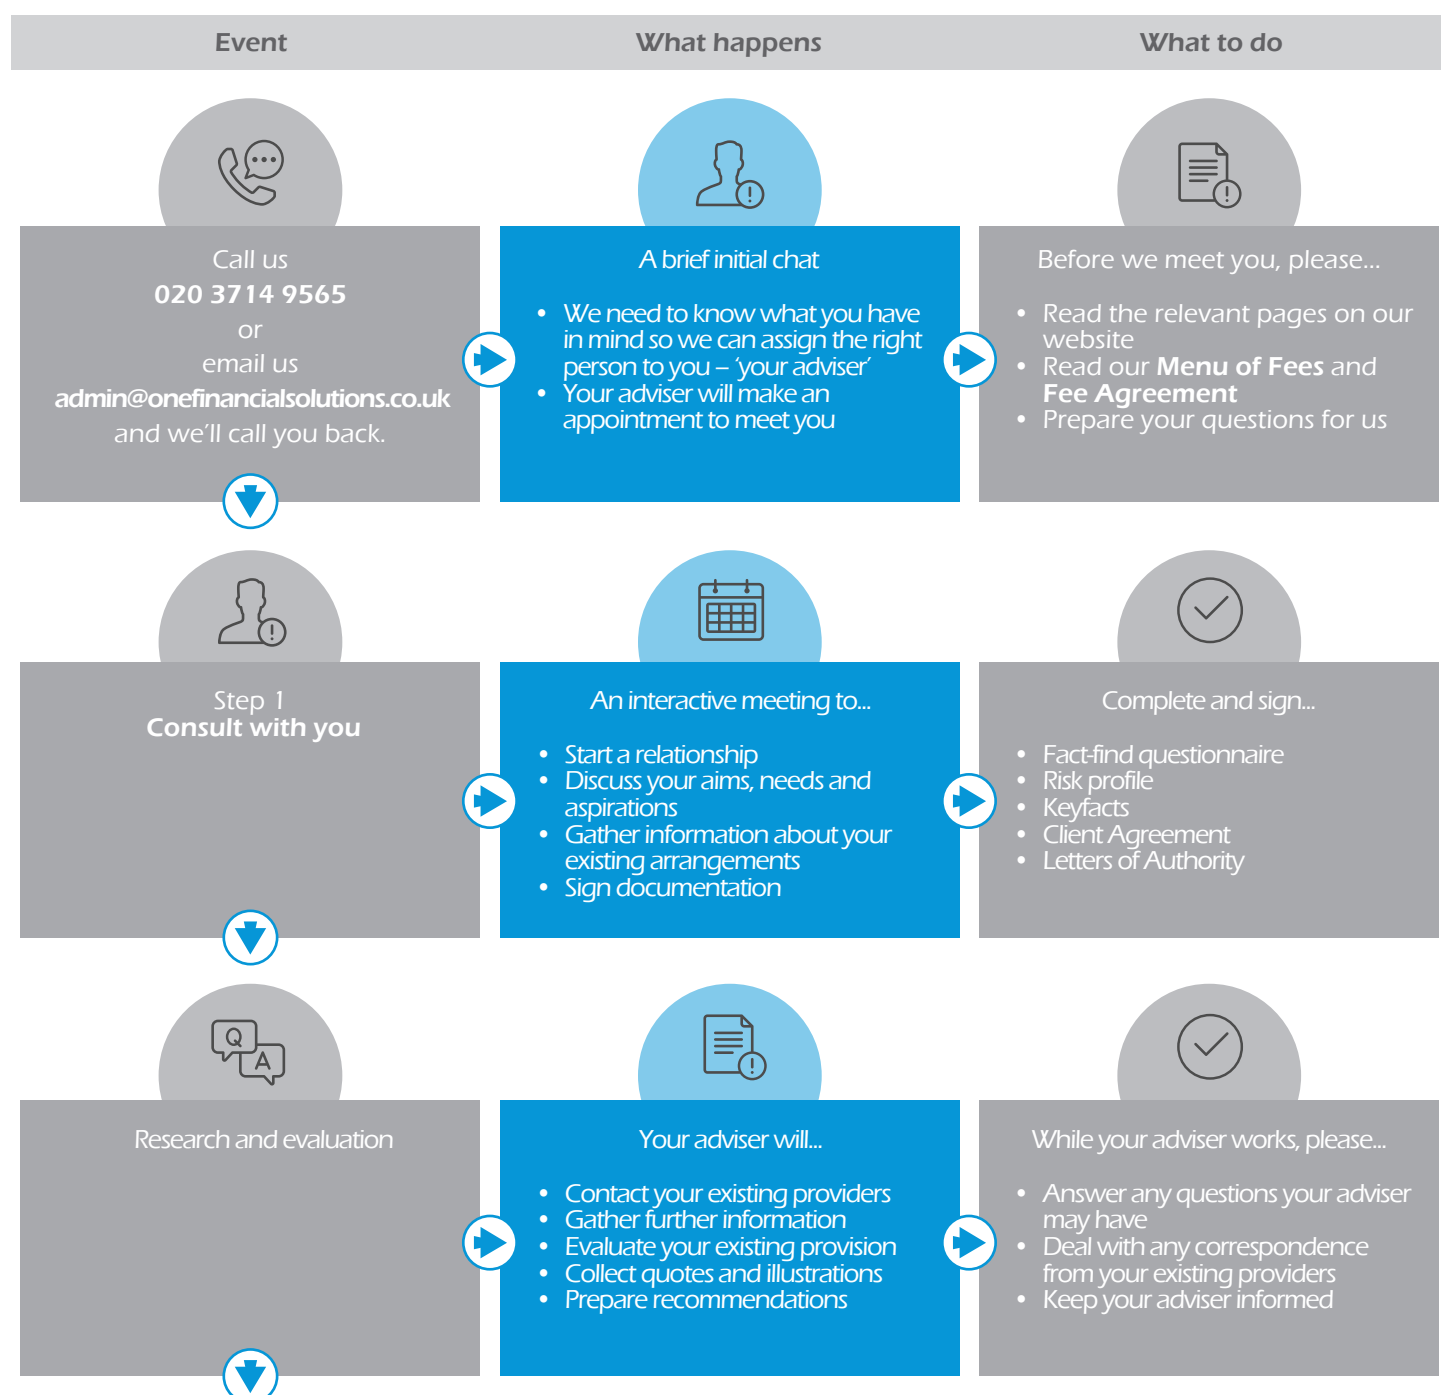 Event
What happens
What to do
Call us
020 3714 9565
or
email us
admin@onefinancialsolutions.co.uk
and we'll call you back.
A brief initial chat
• We need to know what you have
in mind so we can assign the right
person to you – 'your adviser'
• Your adviser will make an
appointment to meet you
Before we meet you, please...
• Read the relevant pages on our
website
• Read our Menu of Fees and
Fee Agreement
• Prepare your questions for us
Step 1
Consult with you
An interactive meeting to...
• Start a relationship
• Discuss your aims, needs and
aspirations
• Gather information about your
existing arrangements
• Sign documentation
Complete and sign...
• Fact-find questionnaire
• Risk profile
• Keyfacts
• Client Agreement
• Letters of Authority
Q
A
Research and evaluation
Your adviser will...
• Contact your existing providers
• Gather further information
• Evaluate your existing provision
• Collect quotes and illustrations
• Prepare recommendations
While your adviser works, please...
• Answer any questions your adviser
may have
• Deal with any correspondence
from your existing providers
• Keep your adviser informed